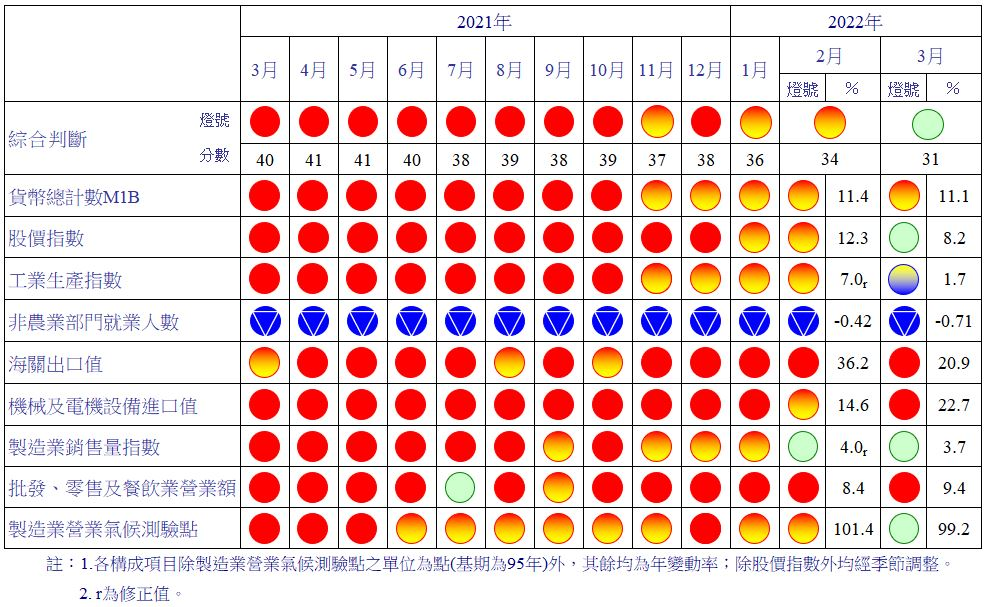 2021年 2022年
3月 4月 5月 6月 7月 8月 9月 10月 11月 12月 1月 2月 3月
燈號 % 燈號 %
綜合判斷 燈號
分數 40 41 41 40 38 39 38 39 37 38 36 34 31
貨幣總計數M1B 11.4 11.1
股價指數 12.3 8.2
工業生產指數 7.0r 1.7
非農業部門就業人數 -0.42 -0.71
海關出口值 36.2 20.9
機械及電機設備進口值 14.6 22.7
製造業銷售量指數 4.0r 3.7
批發、零售及餐飲業營業額 8.4 9.4
製造業營業氣候測驗點 101.4 99.2
註：1.各構成項目除製造業營業氣候測驗點之單位為點(基期為95年)外，其餘均為年變動率；除股價指數外均經季節調整。
2. r為修正值。